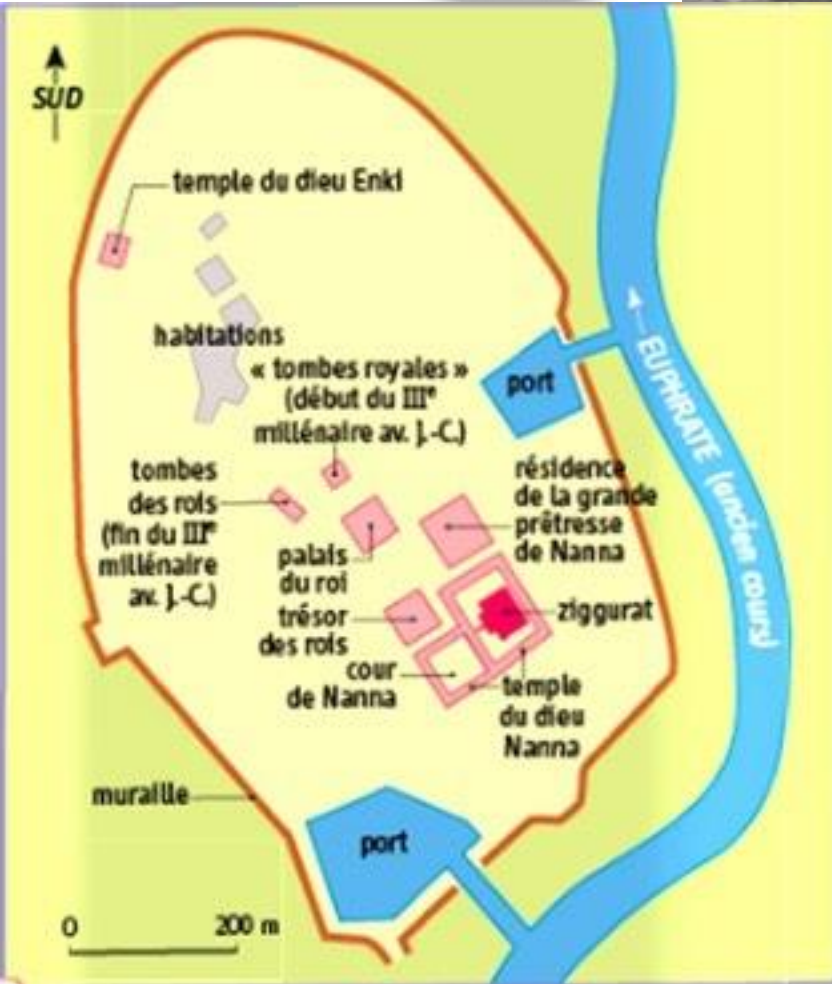 SUD
temple du dieu Enki
habitations
« tombes royales »
(début du IIIe
millénaire av. J.-C.)
port
tombes
des rois
(fin du IIIe
millénaire
av. J.-C.)
résidence
de la grande
prêtresse
de Nanna
palais
du roi
trésor
des rois
ziggurat
cour
de Nanna
temple
du dieu
Nanna
EUPHRATE (ancien cours)
muraille
port
0 200 m